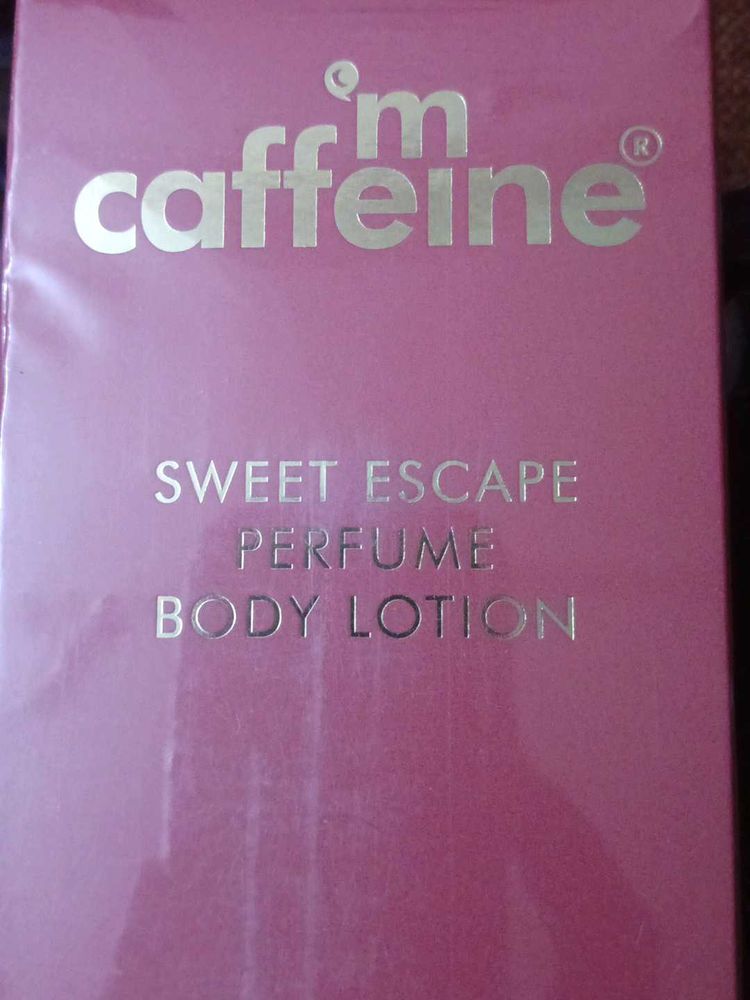 'm
caffeine®
SWEET ESCAPE
PERFUME
BODY LOTION